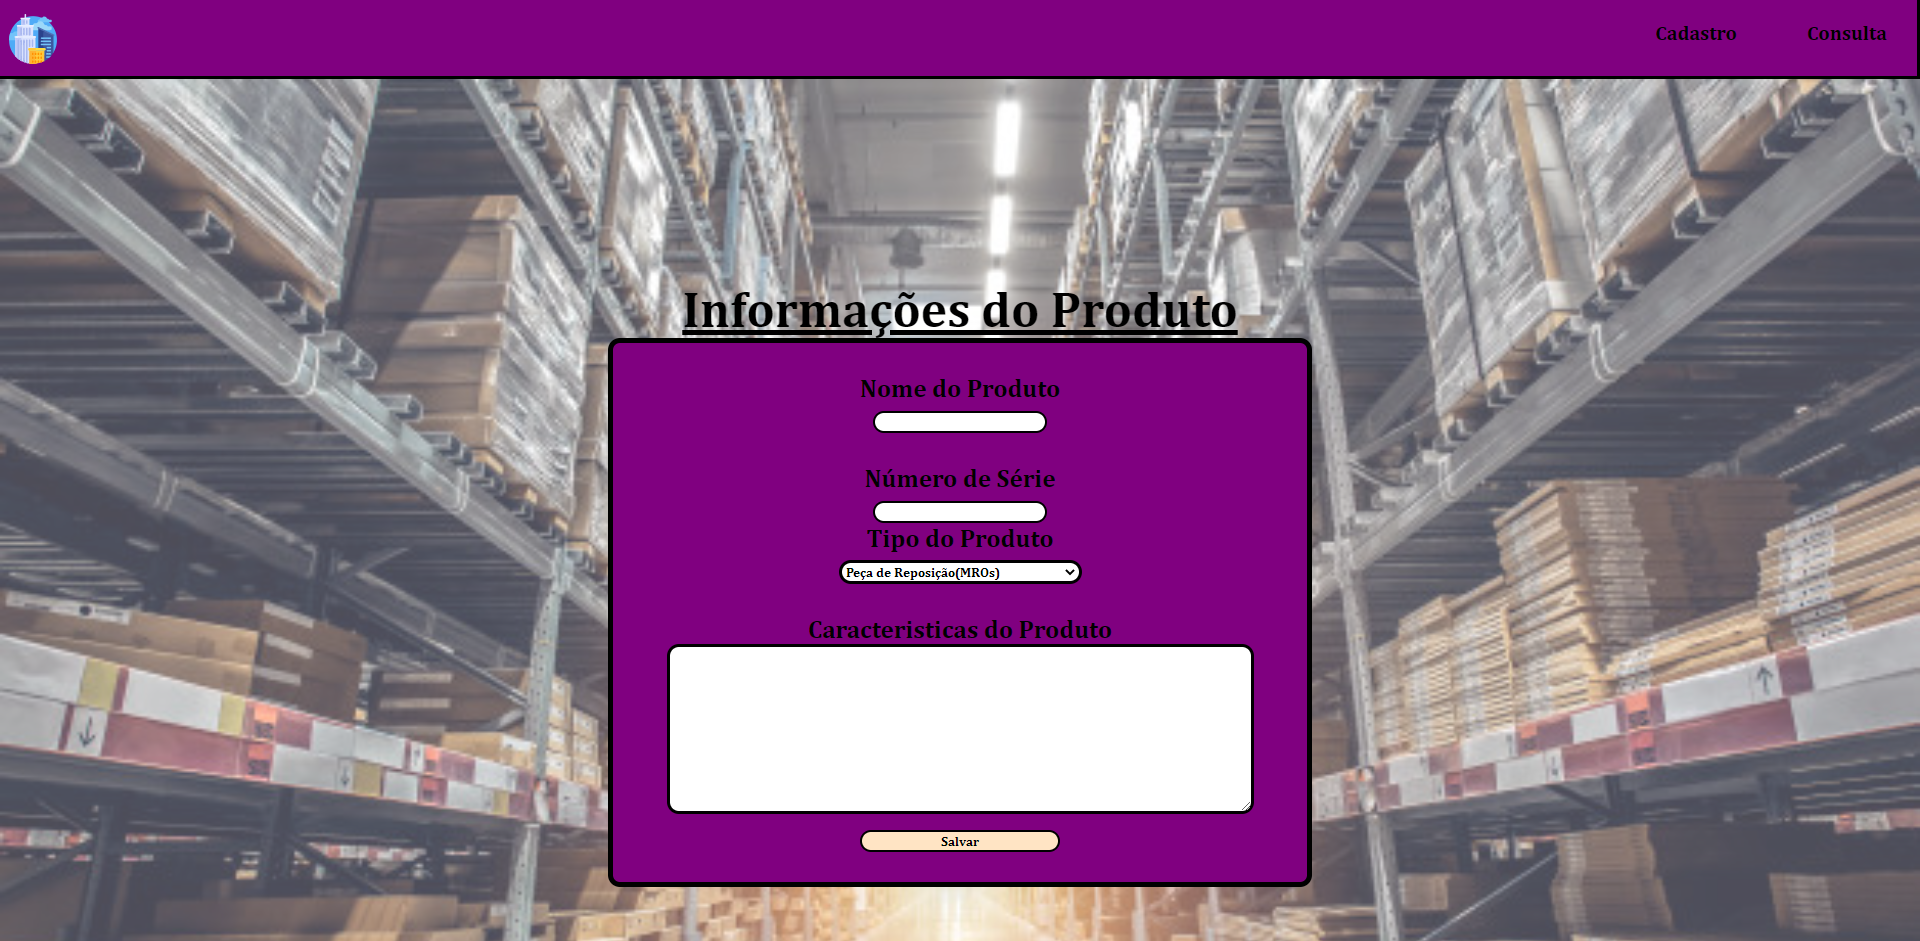 Cadastro
Consulta
Informações do Produto
Nome do Produto
Número de Série
Tipo do Produto
Peça de Reposição(MROs)
Caracteristicas do Produto
Salvar